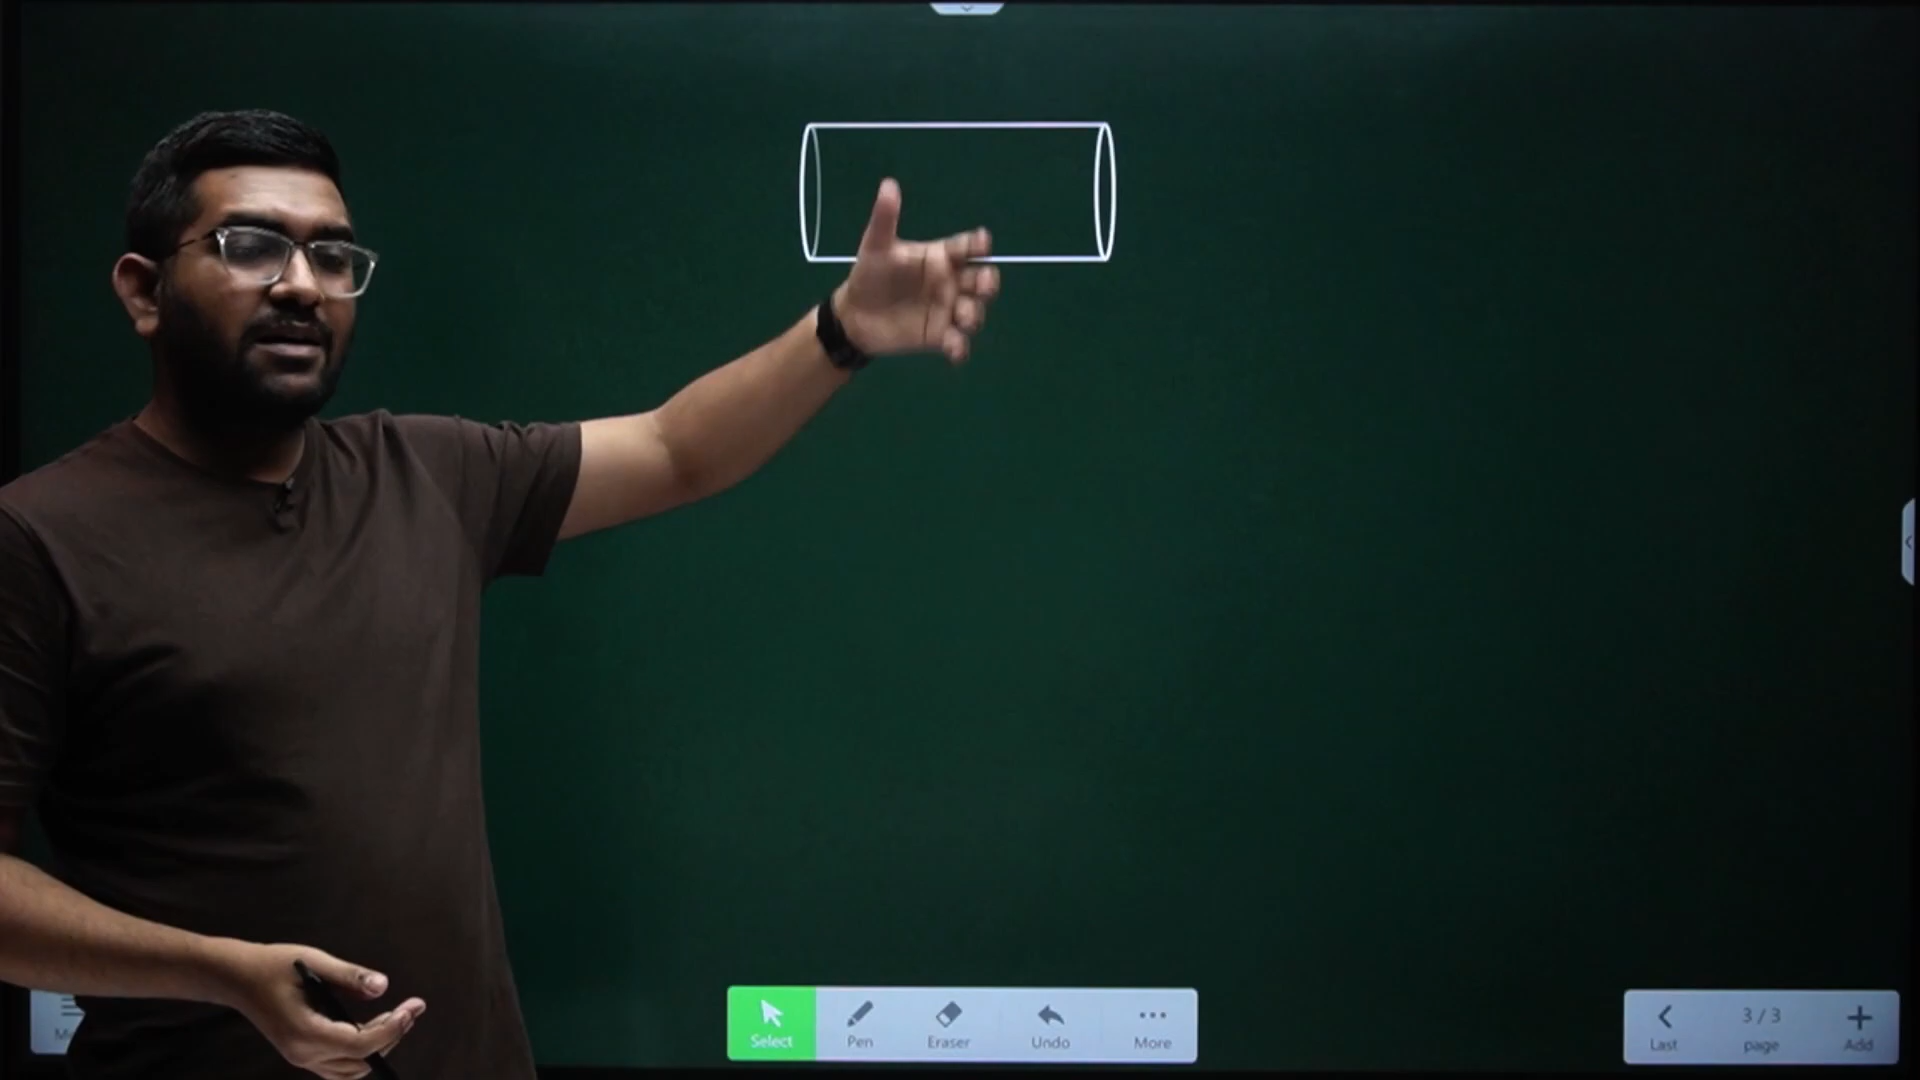 Select
Pen
Eraser
Undo
More
Last
3 / 3
page
Add